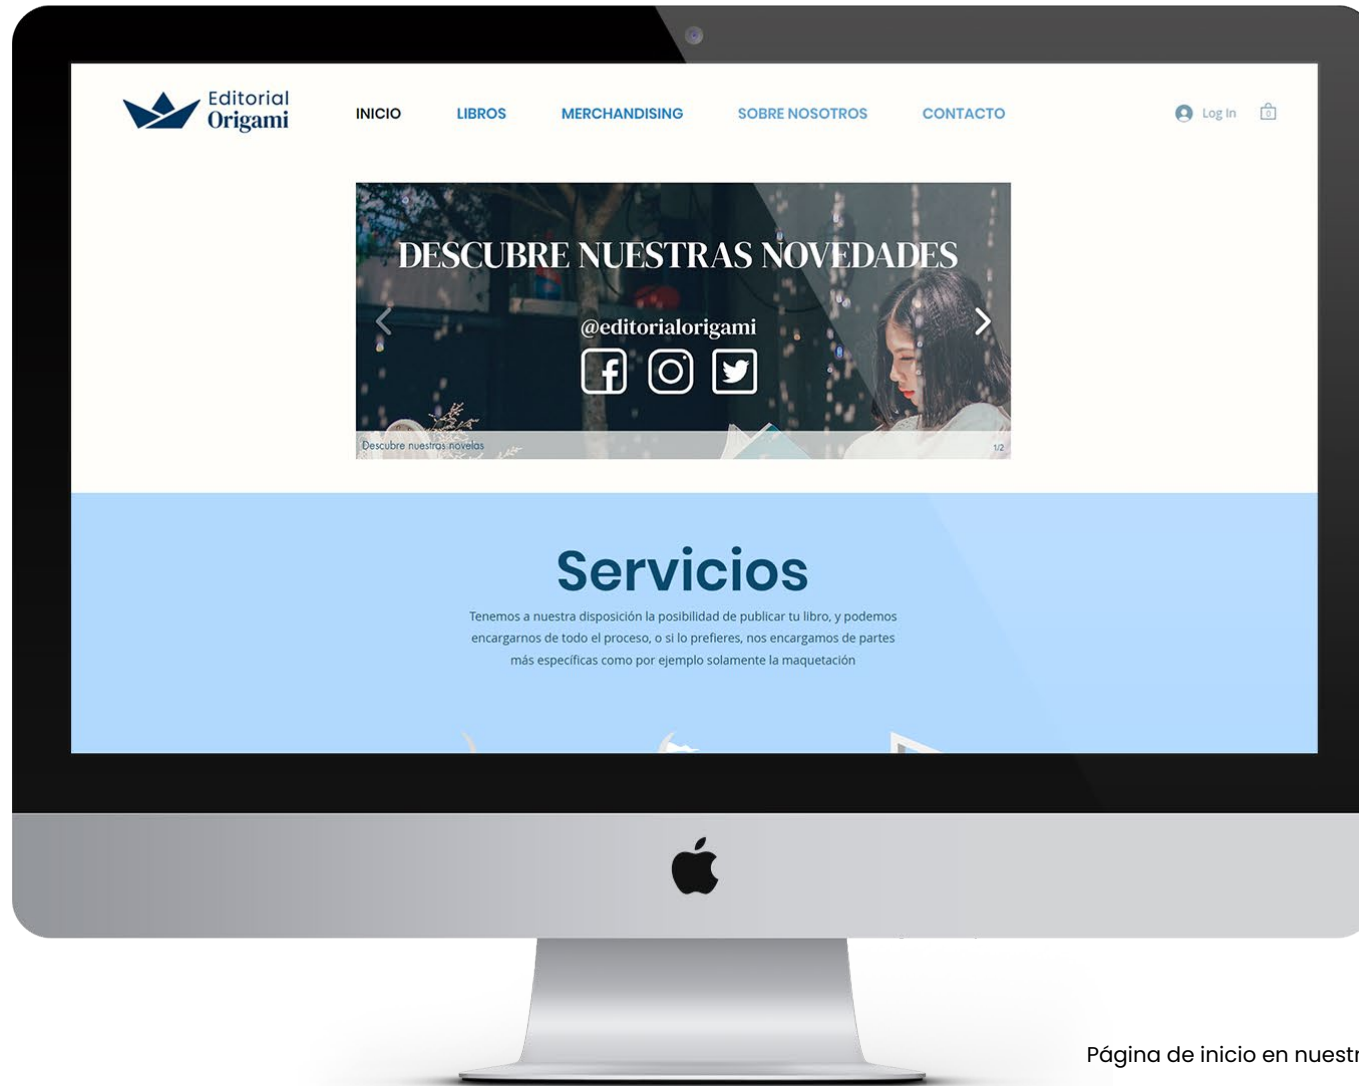 Editorial
Origami
INICIO LIBROS MERCHANDISING SOBRE NOSOTROS CONTACTO Log In 0
DESCUBRE NUESTRAS NOVEDADES
@editorialorigami
Descubre nuestras novelas 1/2
Servicios
Tenemos a nuestra disposición la posibilidad de publicar tu libro, y podemos
encargarnos de todo el proceso, o si lo prefieres, nos encargamos de partes
más específicas como por ejemplo solamente la maquetación
Página de inicio en nuestr